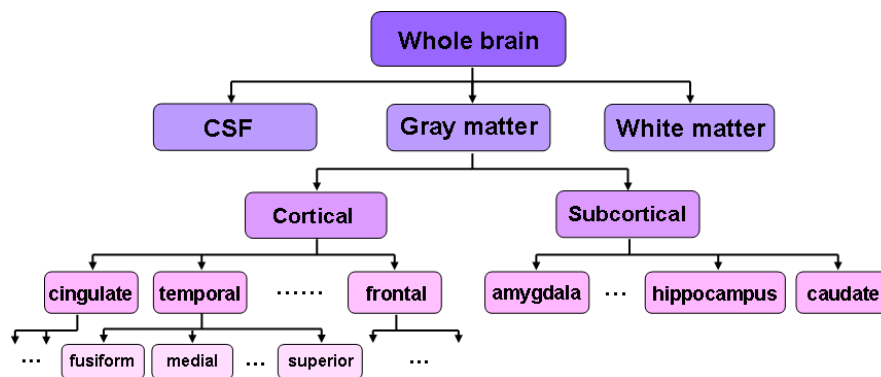 Whole brain
CSF Gray matter White matter
Cortical Subcortical
cingulate temporal ...... frontal amygdala ... hippocampus caudate
... fusiform medial ... superior ...